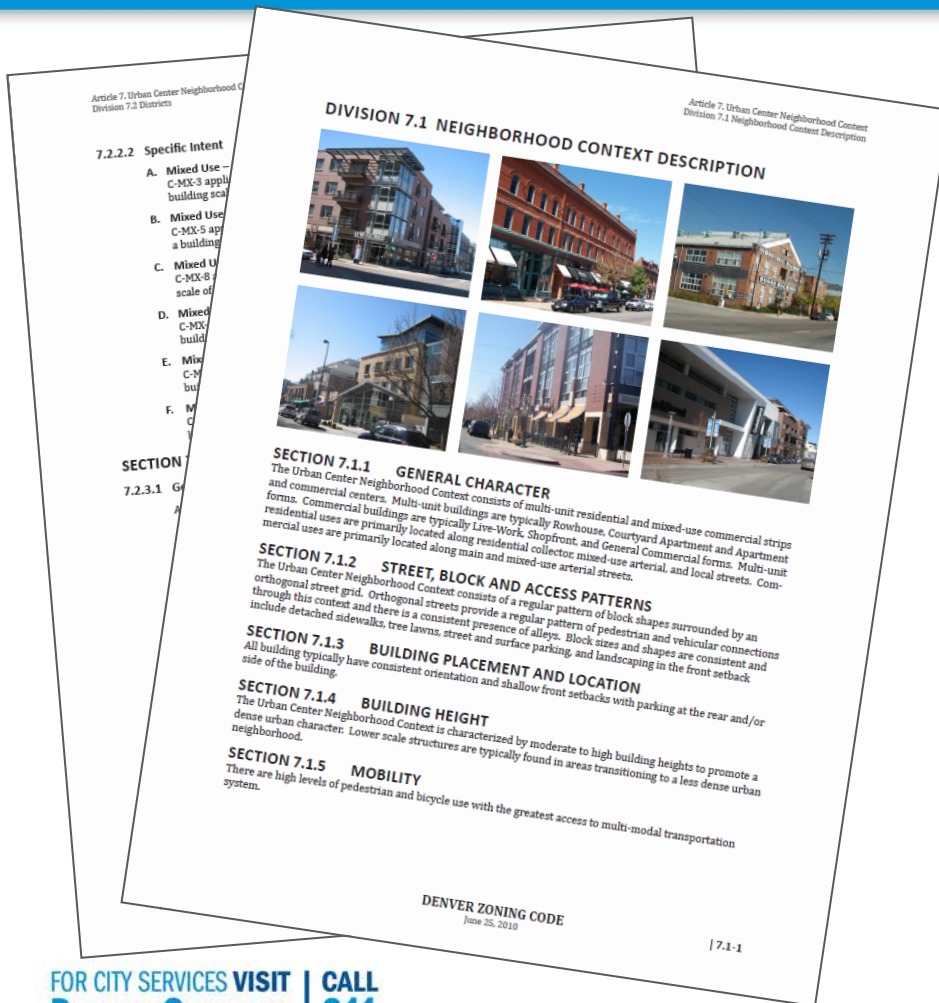 Article 7. Urban Center Neighborhood
Division 7.2 Districts
7.2.2.2 Specific Intent
A. Mixed Use –
C-MX-3
building
B. Mixed Use
C-MX-5
a building
C. Mixed
C-MX-8
scale of
D. Mixed
C-MX-
E.
F.
SECTION
7.2.3.1
A
Article 7. Urban Center Neighborhood Context
Division 7.1 Neighborhood Context Description
DIVISION 7.1 NEIGHBORHOOD CONTEXT DESCRIPTION
SECTION 7.1.1 GENERAL CHARACTER
The Urban Center Neighborhood Context consists of multi-unit residential and mixed-use commercial strips
and commercial centers. Multi-unit buildings are typically Rowhouse, Courtyard Apartment and Apartment
forms. Commercial buildings are typically Live-Work, Shopfront, and General Commercial forms. Multi-unit
residential uses are primarily located along residential collector, mixed-use arterial, and local streets. Com-
mercial uses are primarily located along main and mixed-use arterial streets.
SECTION 7.1.2 STREET, BLOCK AND ACCESS PATTERNS
The Urban Center Neighborhood Context consists of a regular pattern of block shapes surrounded by an
orthogonal street grid. Orthogonal streets provide a regular pattern of pedestrian and vehicular connections
through this context and there is a consistent presence of alleys. Block sizes and shapes are consistent and
include detached sidewalks, tree lawns, street and surface parking, and landscaping in the front setback
SECTION 7.1.3 BUILDING PLACEMENT AND LOCATION
All building typically have consistent orientation and shallow front setbacks with parking at the rear and/or
side of the building.
SECTION 7.1.4 BUILDING HEIGHT
The Urban Center Neighborhood Context is characterized by moderate to high building heights to promote a
dense urban character. Lower scale structures are typically found in areas transitioning to a less dense urban
neighborhood.
SECTION 7.1.5 MOBILITY
There are high levels of pedestrian and bicycle use with the greatest access to multi-modal transportation
system.
DENVER ZONING CODE
June 25, 2010
| 7.1-1
FOR CITY SERVICES VISIT | CALL